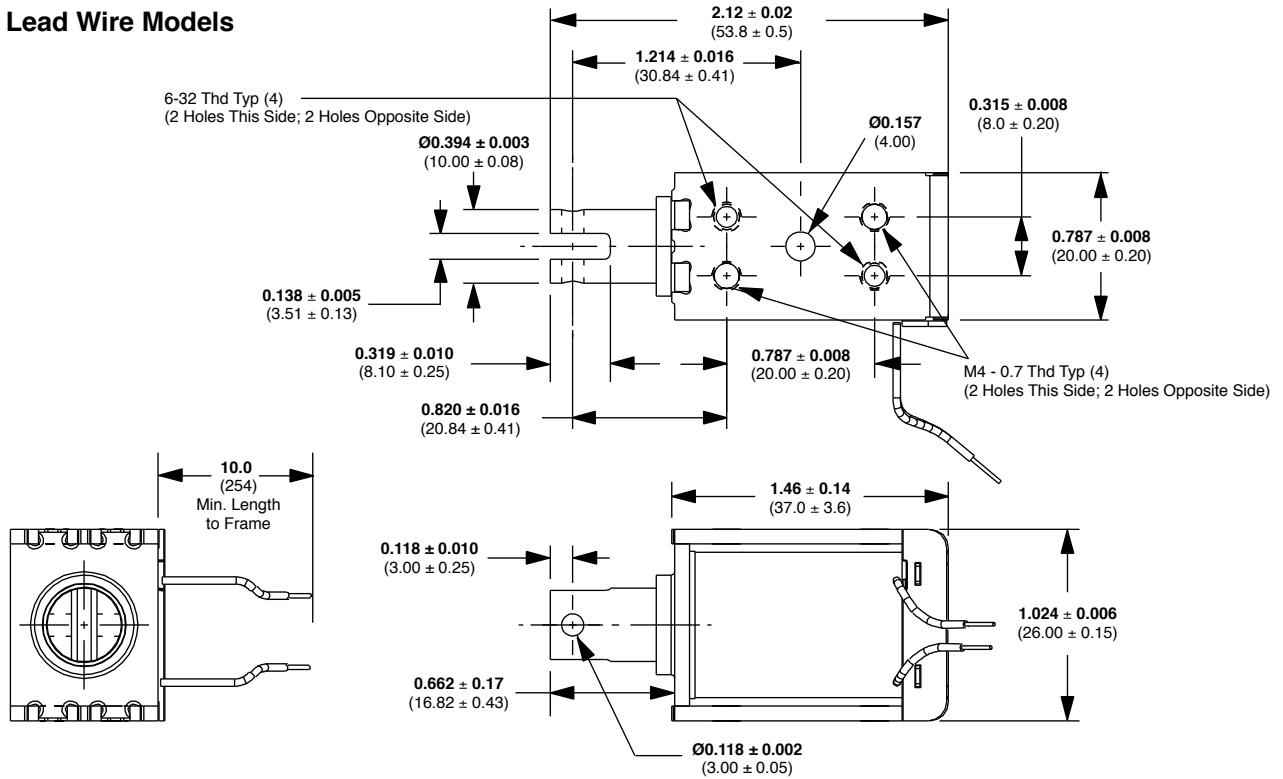 Lead Wire Models
2.12 ± 0.02
(53.8 ± 0.5)
1.214 ± 0.016
(30.84 ± 0.41)
6-32 Thd Typ (4)
(2 Holes This Side; 2 Holes Opposite Side)
0.315 ± 0.008
(8.0 ± 0.20)
Ø0.157
(4.00)
Ø0.394 ± 0.003
(10.00 ± 0.08)
0.787 ± 0.008
(20.00 ± 0.20)
0.138 ± 0.005
(3.51 ± 0.13)
0.319 ± 0.010
(8.10 ± 0.25)
0.787 ± 0.008
(20.00 ± 0.20)
M4 - 0.7 Thd Typ (4)
(2 Holes This Side; 2 Holes Opposite Side)
0.820 ± 0.016
(20.84 ± 0.41)
10.0
(254)
Min. Length
to Frame
1.46 ± 0.14
(37.0 ± 3.6)
0.118 ± 0.010
(3.00 ± 0.25)
1.024 ± 0.006
(26.00 ± 0.15)
0.662 ± 0.17
(16.82 ± 0.43)
Ø0.118 ± 0.002
(3.00 ± 0.05)